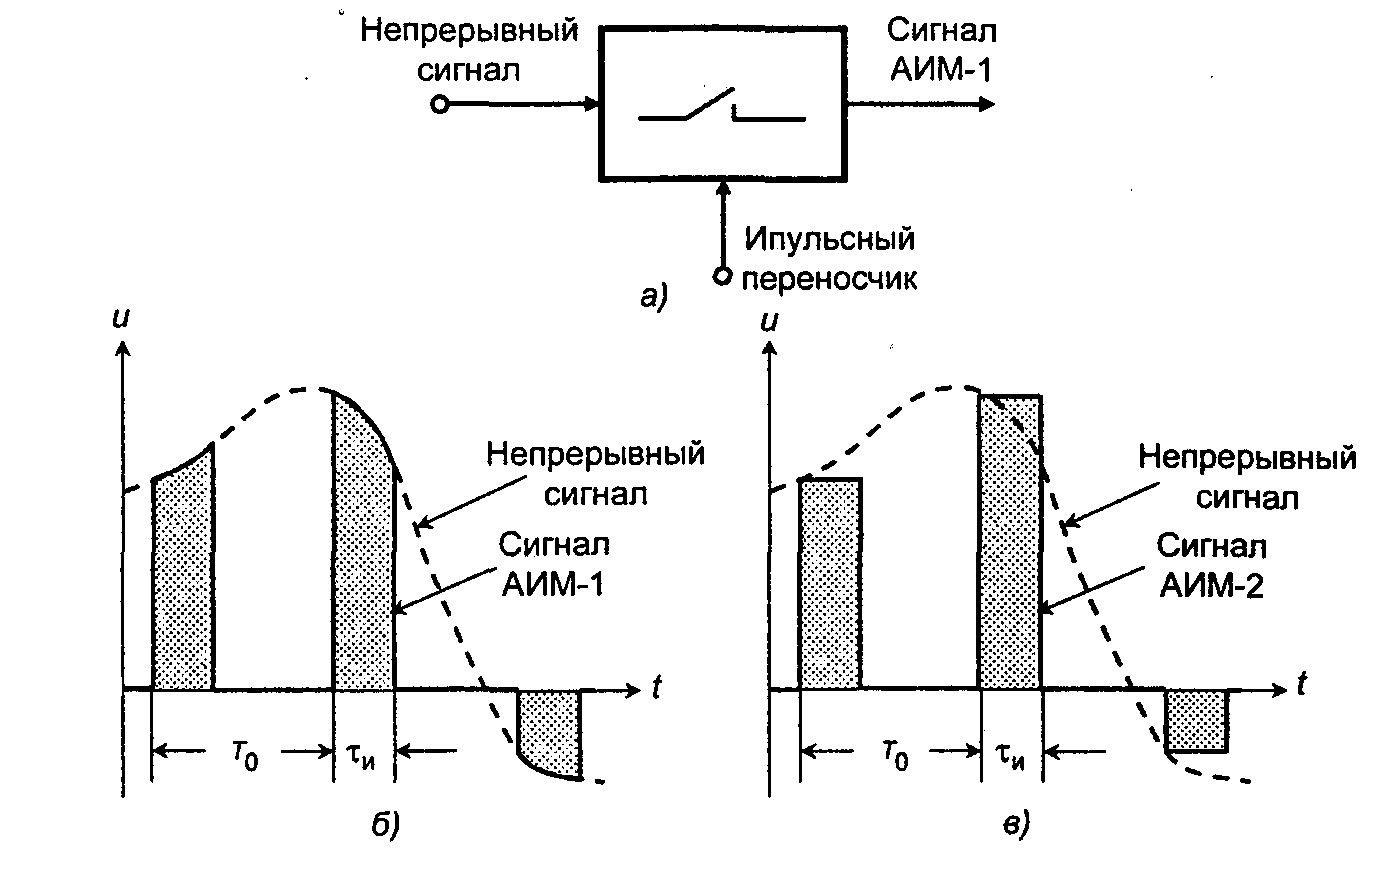 Непрерывный
сигнал
Сигнал
АИМ-1
Ипульсный
переносчик
а)
u
Непрерывный
сигнал
Сигнал
АИМ-1
t
T0
τи
б)
u
Непрерывный
сигнал
Сигнал
АИМ-2
t
T0
τи
в)